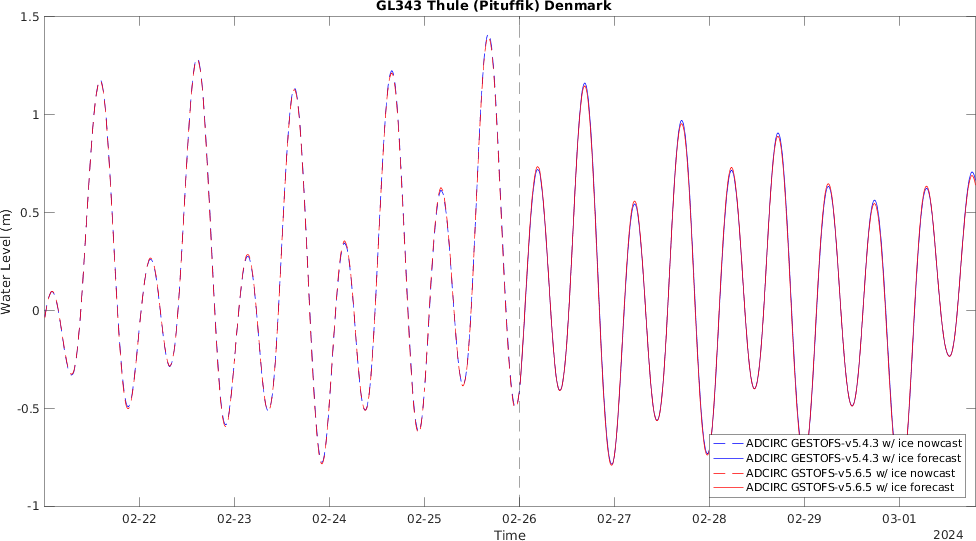 GL343 Thule (Pituffik) Denmark
1.5
1
0.5
0
-0.5
-1
Water Level (m)
02-22 02-23 02-24 02-25 02-26 02-27 02-28 02-29 03-01
Time
2024
ADCIRC GESTOFS-v5.4.3 w/ ice nowcast
ADCIRC GESTOFS-v5.4.3 w/ ice forecast
ADCIRC GSTOFS-v5.6.5 w/ ice nowcast
ADCIRC GSTOFS-v5.6.5 w/ ice forecast